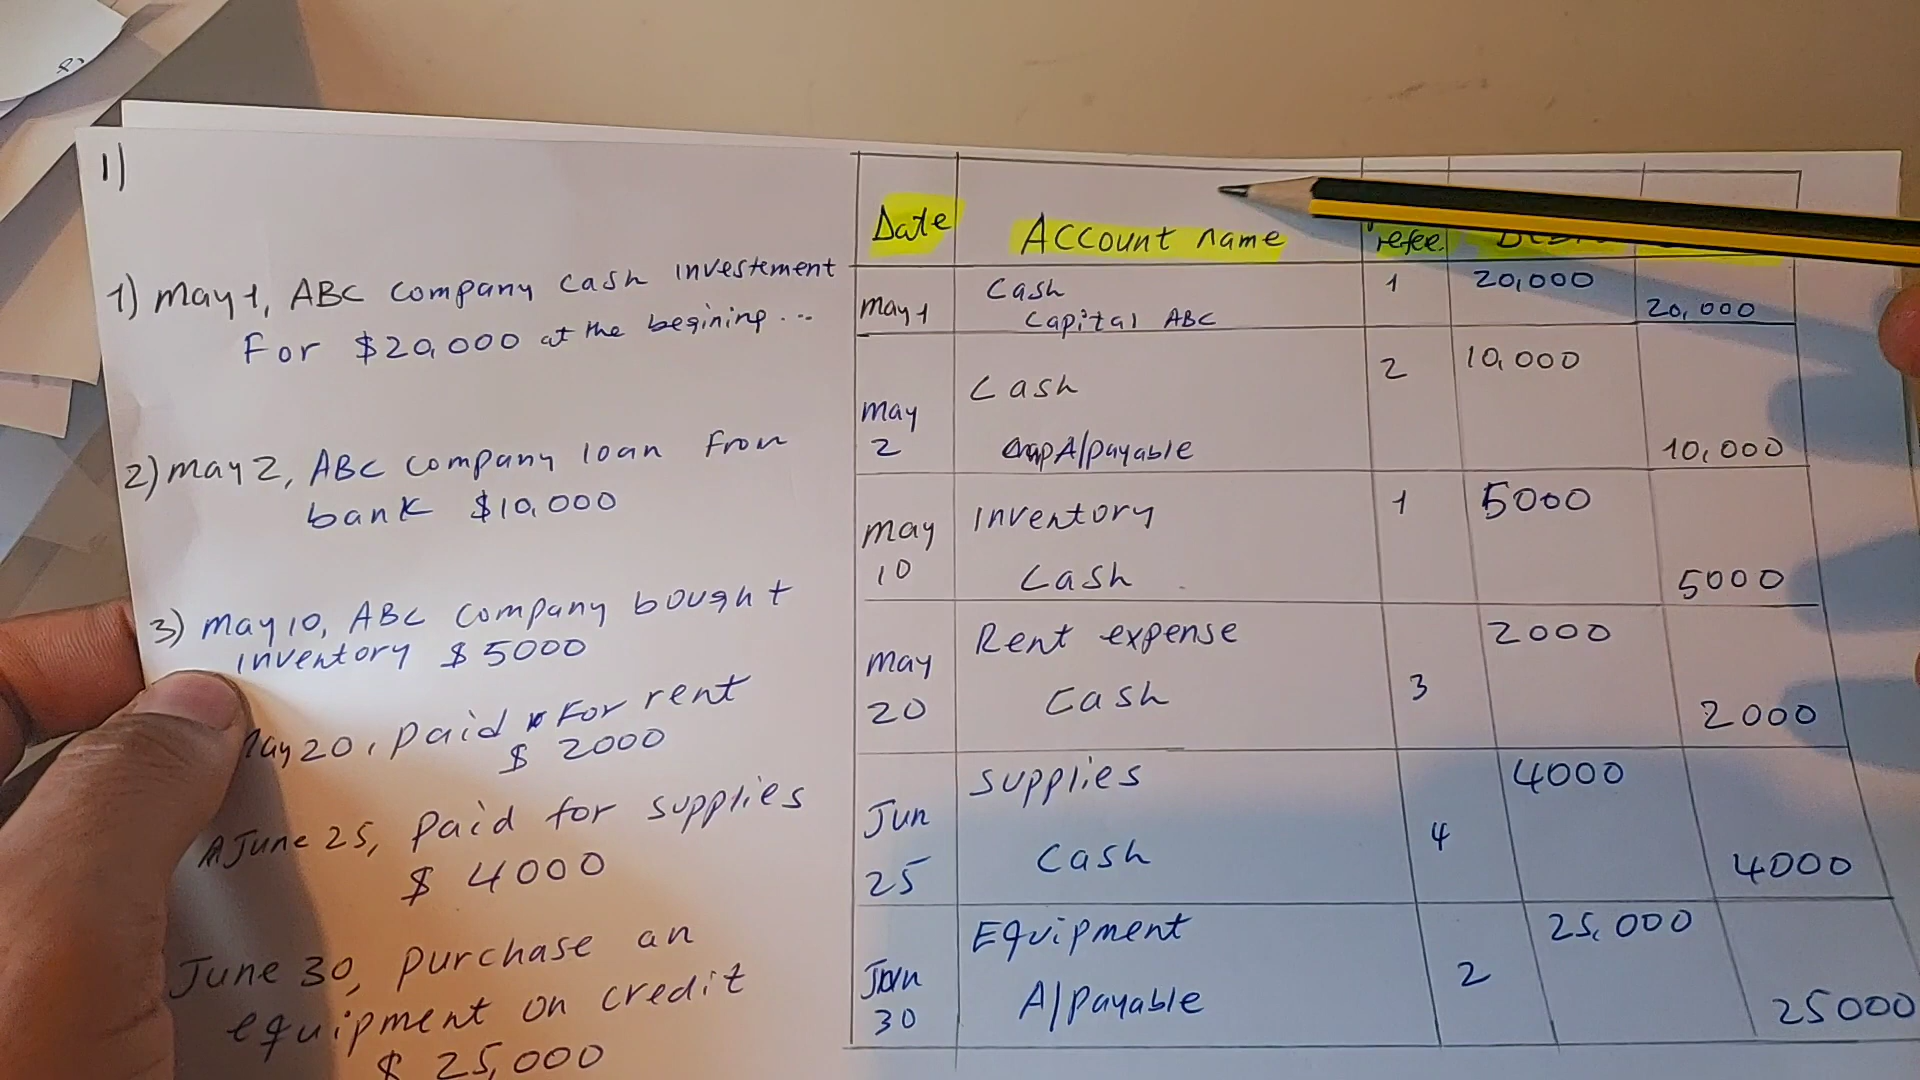 1)
1) May 1, ABC company cash investement
For $20,000 at the begining ...
2) May 2, ABC company loan From
bank $10,000
3) May 10, ABC company bought
inventory $5000
May 20, paid For rent
$ 2000
June 25, paid for supplies
$ 4000
June 30, purchase an
equipment on credit
$ 25,000
Date Account name refee.
May 1 Cash 1 20,000
Capital ABC 20,000
May 2 Cash 2 10,000
A/payable 10,000
May 10 Inventory 1 5000
Cash 5000
May 20 Rent expense 3 2000
Cash 2000
Jun 25 Supplies 4 4000
Cash 4000
Jun 30 Equipment 2 25,000
A/payable 25000